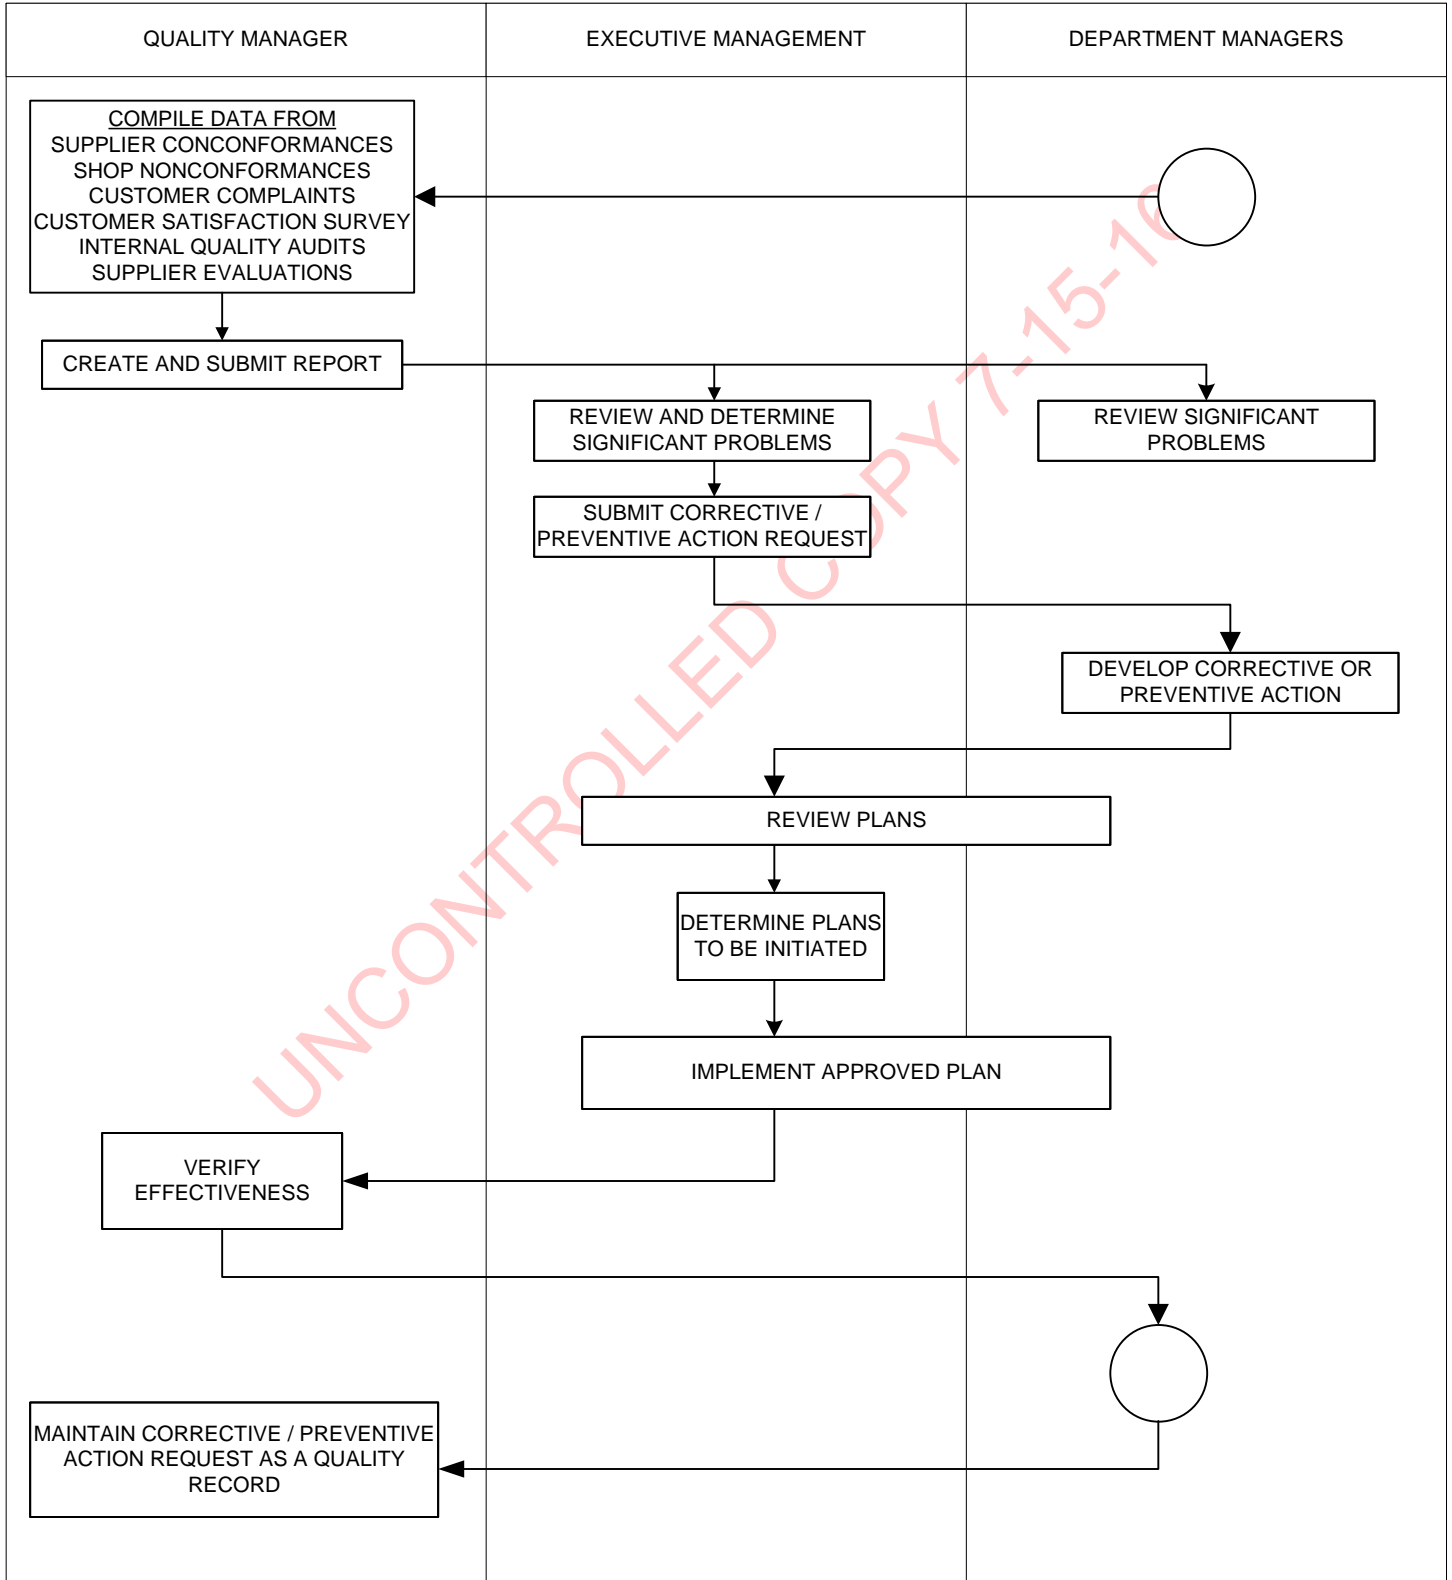 QUALITY MANAGER
EXECUTIVE MANAGEMENT
DEPARTMENT MANAGERS
COMPILE DATA FROM
SUPPLIER CONCONFORMANCES
SHOP NONCONFORMANCES
CUSTOMER COMPLAINTS
CUSTOMER SATISFACTION SURVEY
INTERNAL QUALITY AUDITS
SUPPLIER EVALUATIONS
CREATE AND SUBMIT REPORT
REVIEW AND DETERMINE
SIGNIFICANT PROBLEMS
REVIEW SIGNIFICANT
PROBLEMS
SUBMIT CORRECTIVE /
PREVENTIVE ACTION REQUEST
DEVELOP CORRECTIVE OR
PREVENTIVE ACTION
REVIEW PLANS
DETERMINE PLANS
TO BE INITIATED
IMPLEMENT APPROVED PLAN
VERIFY
EFFECTIVENESS
MAINTAIN CORRECTIVE / PREVENTIVE
ACTION REQUEST AS A QUALITY
RECORD
UNCONTROLLED COPY 7-15-16